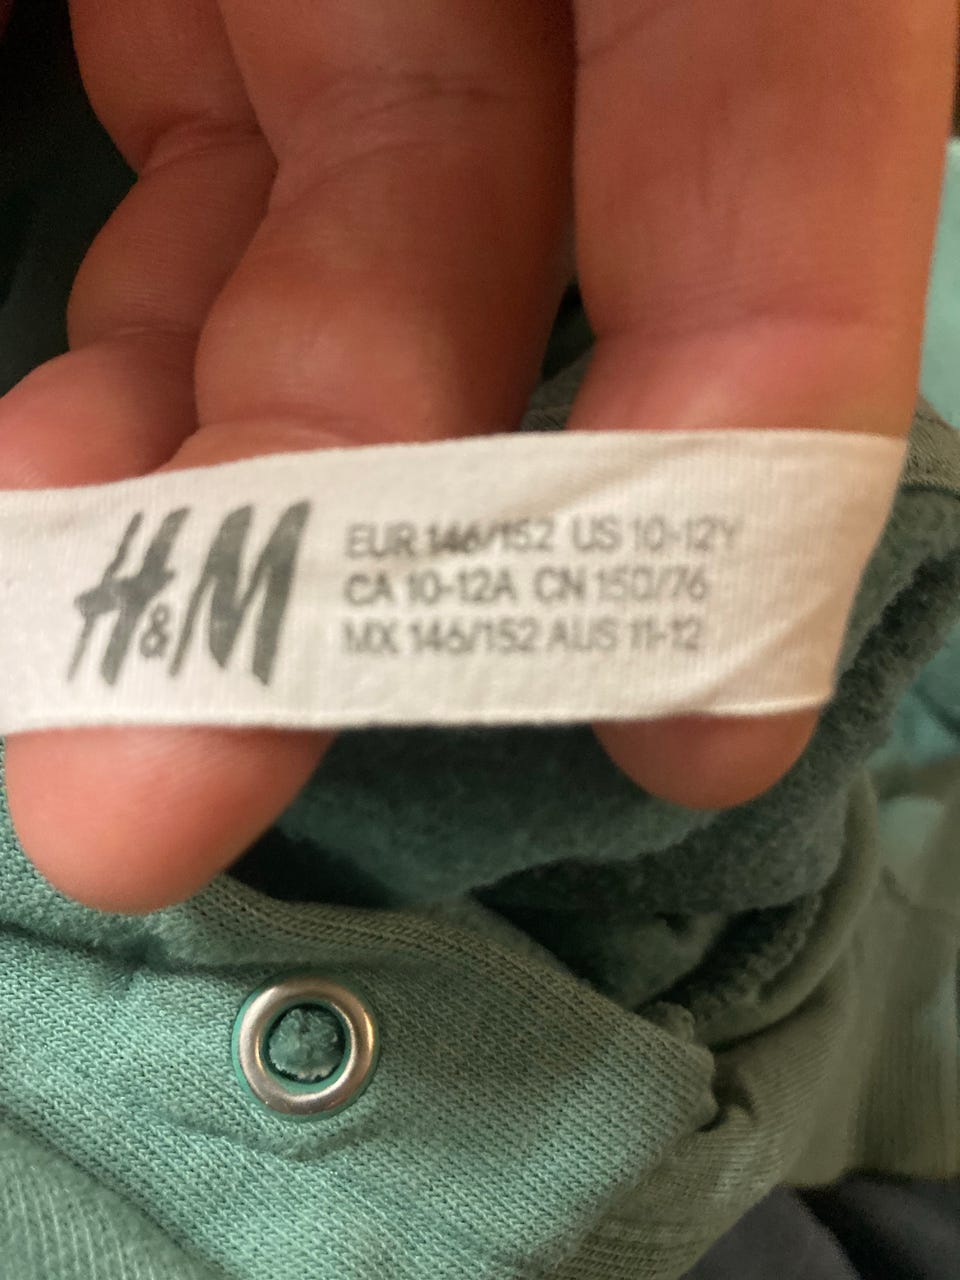 H&M
EUR 146/152 US 10-12Y
CA 10-12A CN 150/76
MX 146/152 AUS 11-12